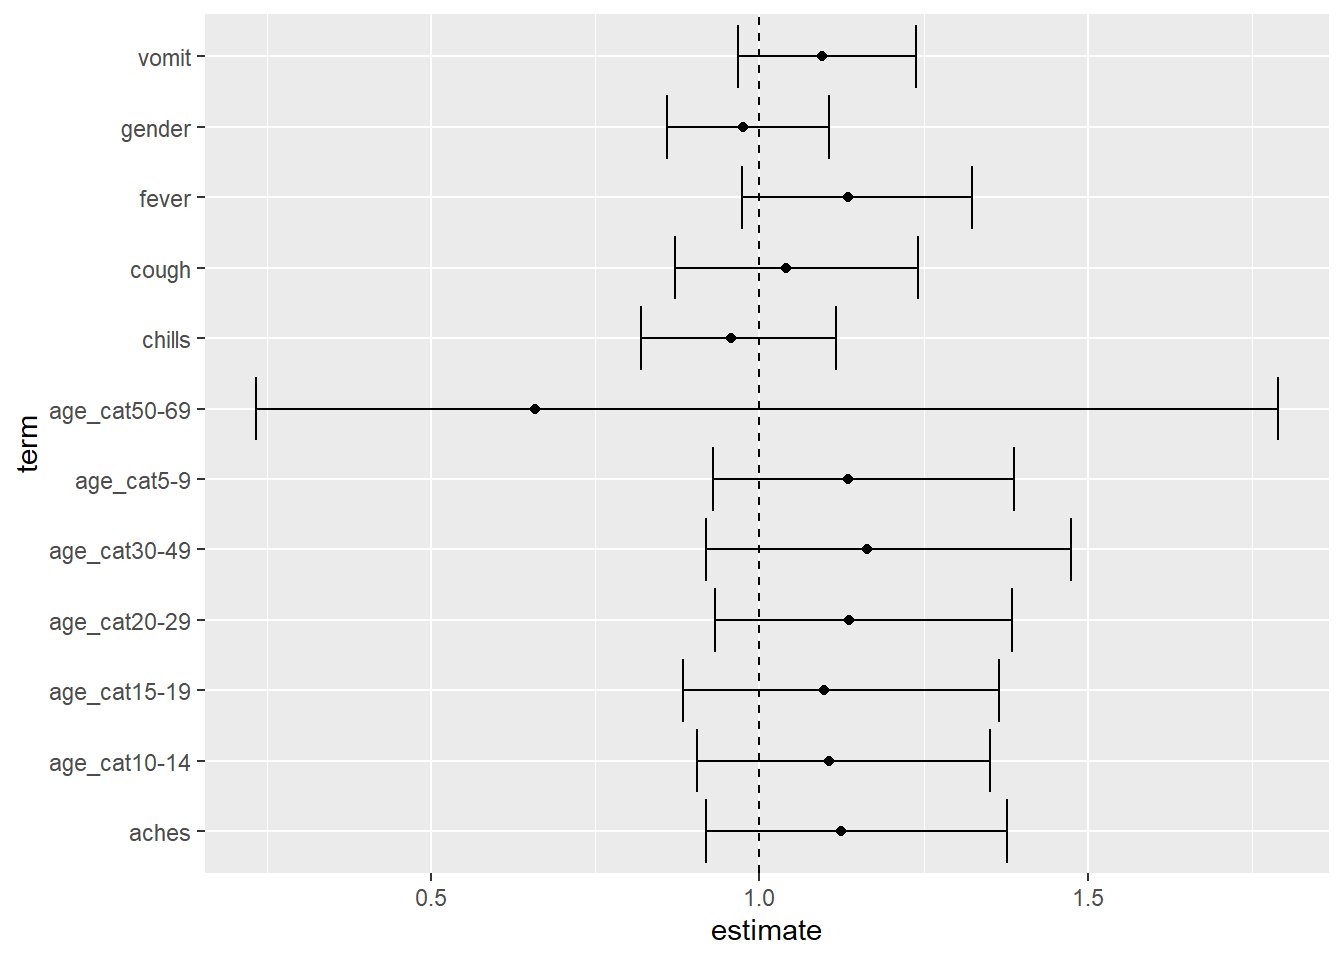 vomit
gender
fever
cough
chills
age_cat50-69
age_cat5-9
age_cat30-49
age_cat20-29
age_cat15-19
age_cat10-14
aches
term
0.5 1.0 1.5
estimate